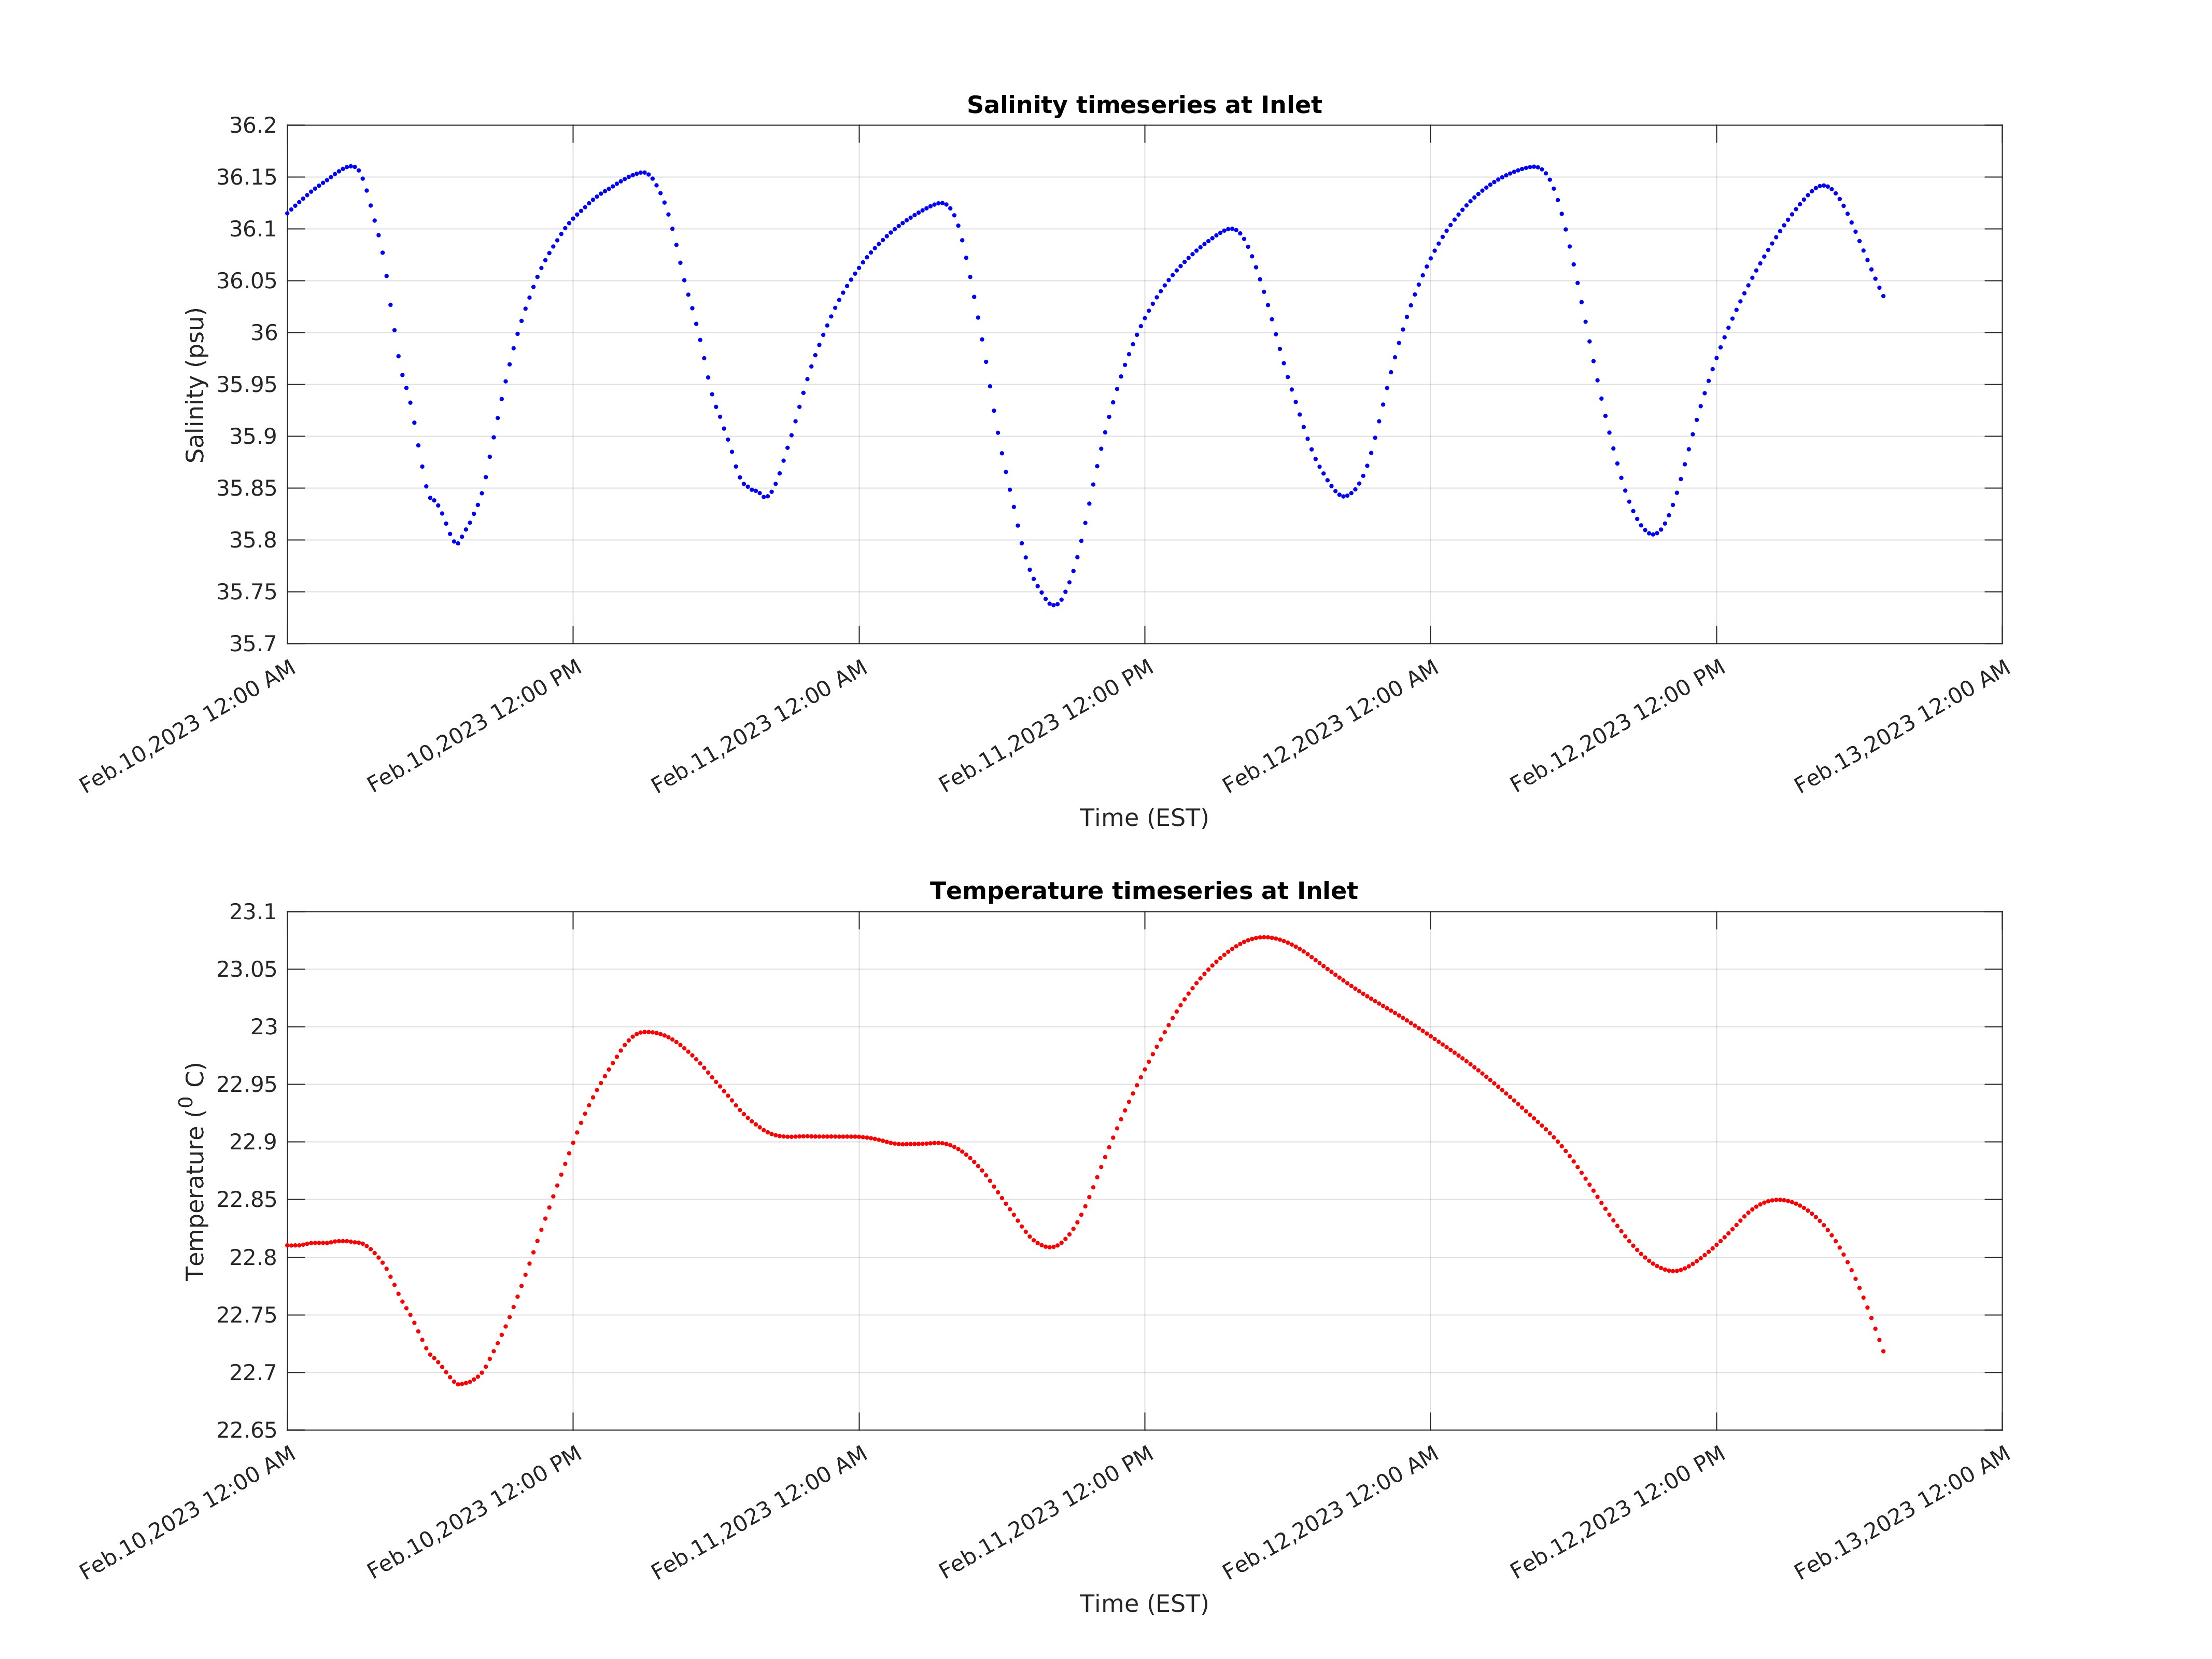 Salinity timeseries at Inlet
36.2
36.15
36.1
36.05
36
35.95
35.9
35.85
35.8
35.75
35.7
Salinity (psu)
Feb.10,2023 12:00 AM
Feb.10,2023 12:00 PM
Feb.11,2023 12:00 AM
Feb.11,2023 12:00 PM
Feb.12,2023 12:00 AM
Feb.12,2023 12:00 PM
Feb.13,2023 12:00 AM
Time (EST)
Temperature timeseries at Inlet
23.1
23.05
23
22.95
22.9
22.85
22.8
22.75
22.7
22.65
Temperature (⁰ C)
Feb.10,2023 12:00 AM
Feb.10,2023 12:00 PM
Feb.11,2023 12:00 AM
Feb.11,2023 12:00 PM
Feb.12,2023 12:00 AM
Feb.12,2023 12:00 PM
Feb.13,2023 12:00 AM
Time (EST)